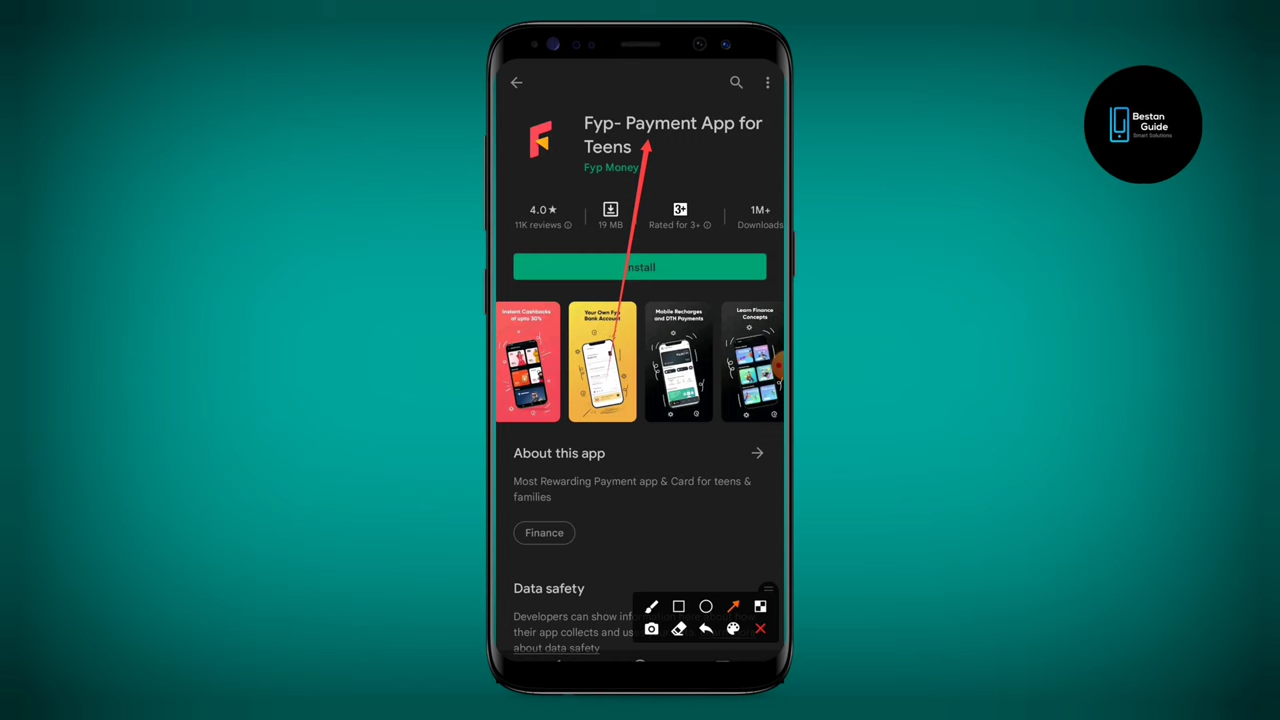 Bestan
Guide
Smart Solutions
Fyp- Payment App for
Teens
Fyp Money
4.0★
11K reviews
19 MB
3+
Rated for 3+
1M+
Downloads
Install
Instant Cashbacks
of upto 30%
Your Own Fyp
Bank Account
Mobile Recharges
and DTH Payments
Learn Finance
Concepts
About this app
Most Rewarding Payment app & Card for teens &
families
Finance
Data safety
Developers can show
their app collects and
about data safety